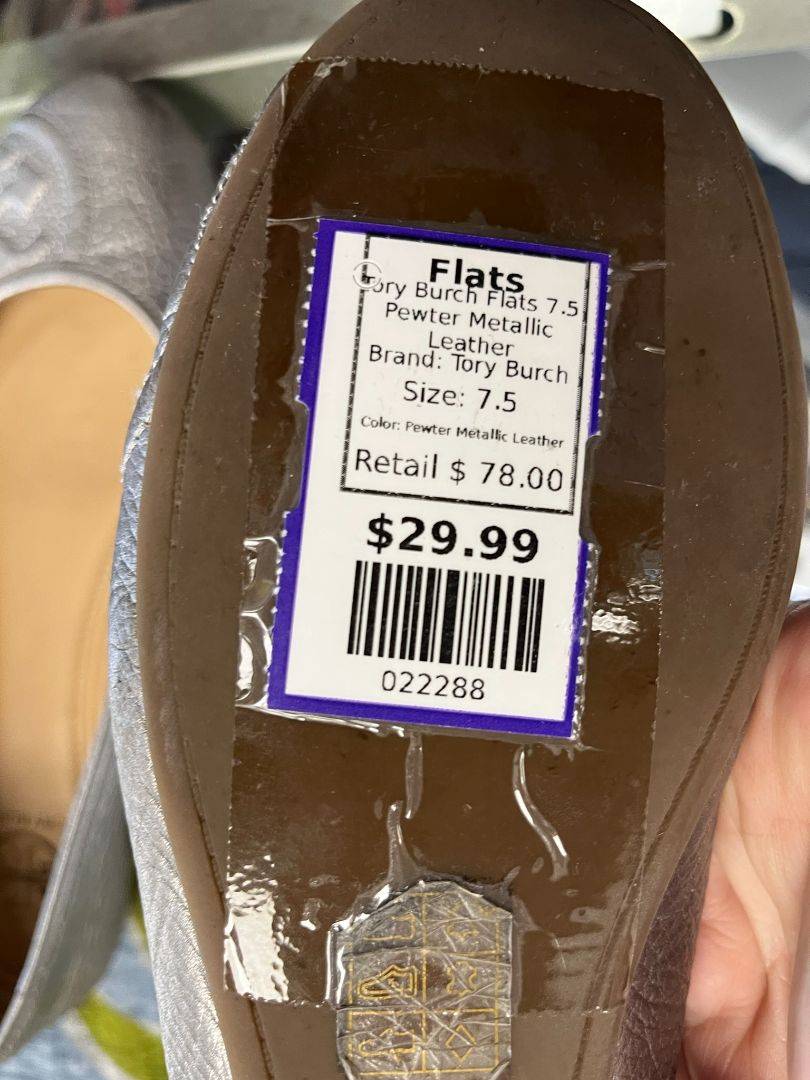 Flats
Tory Burch Flats 7.5
Pewter Metallic
Leather
Brand: Tory Burch
Size: 7.5
Color: Pewter Metallic Leather
Retail $ 78.00
$29.99
022288